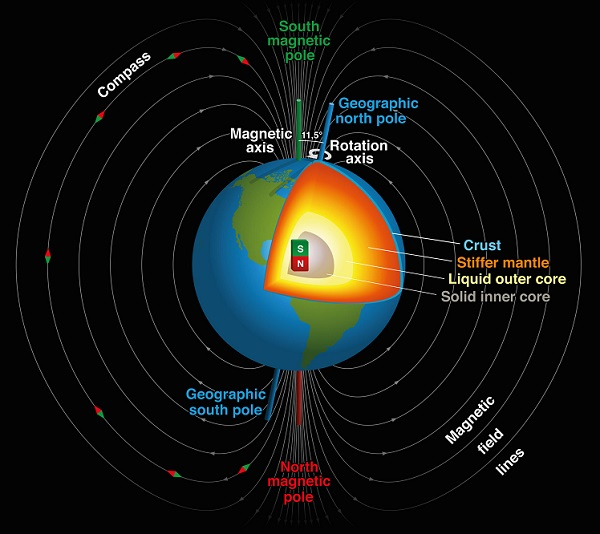 South
magnetic
pole
Compass
Geographic
north pole
Magnetic
axis
11,5°
Rotation
axis
S
N
Crust
Stiffer mantle
Liquid outer core
Solid inner core
Geographic
south pole
Magnetic
field
lines
North
magnetic
pole